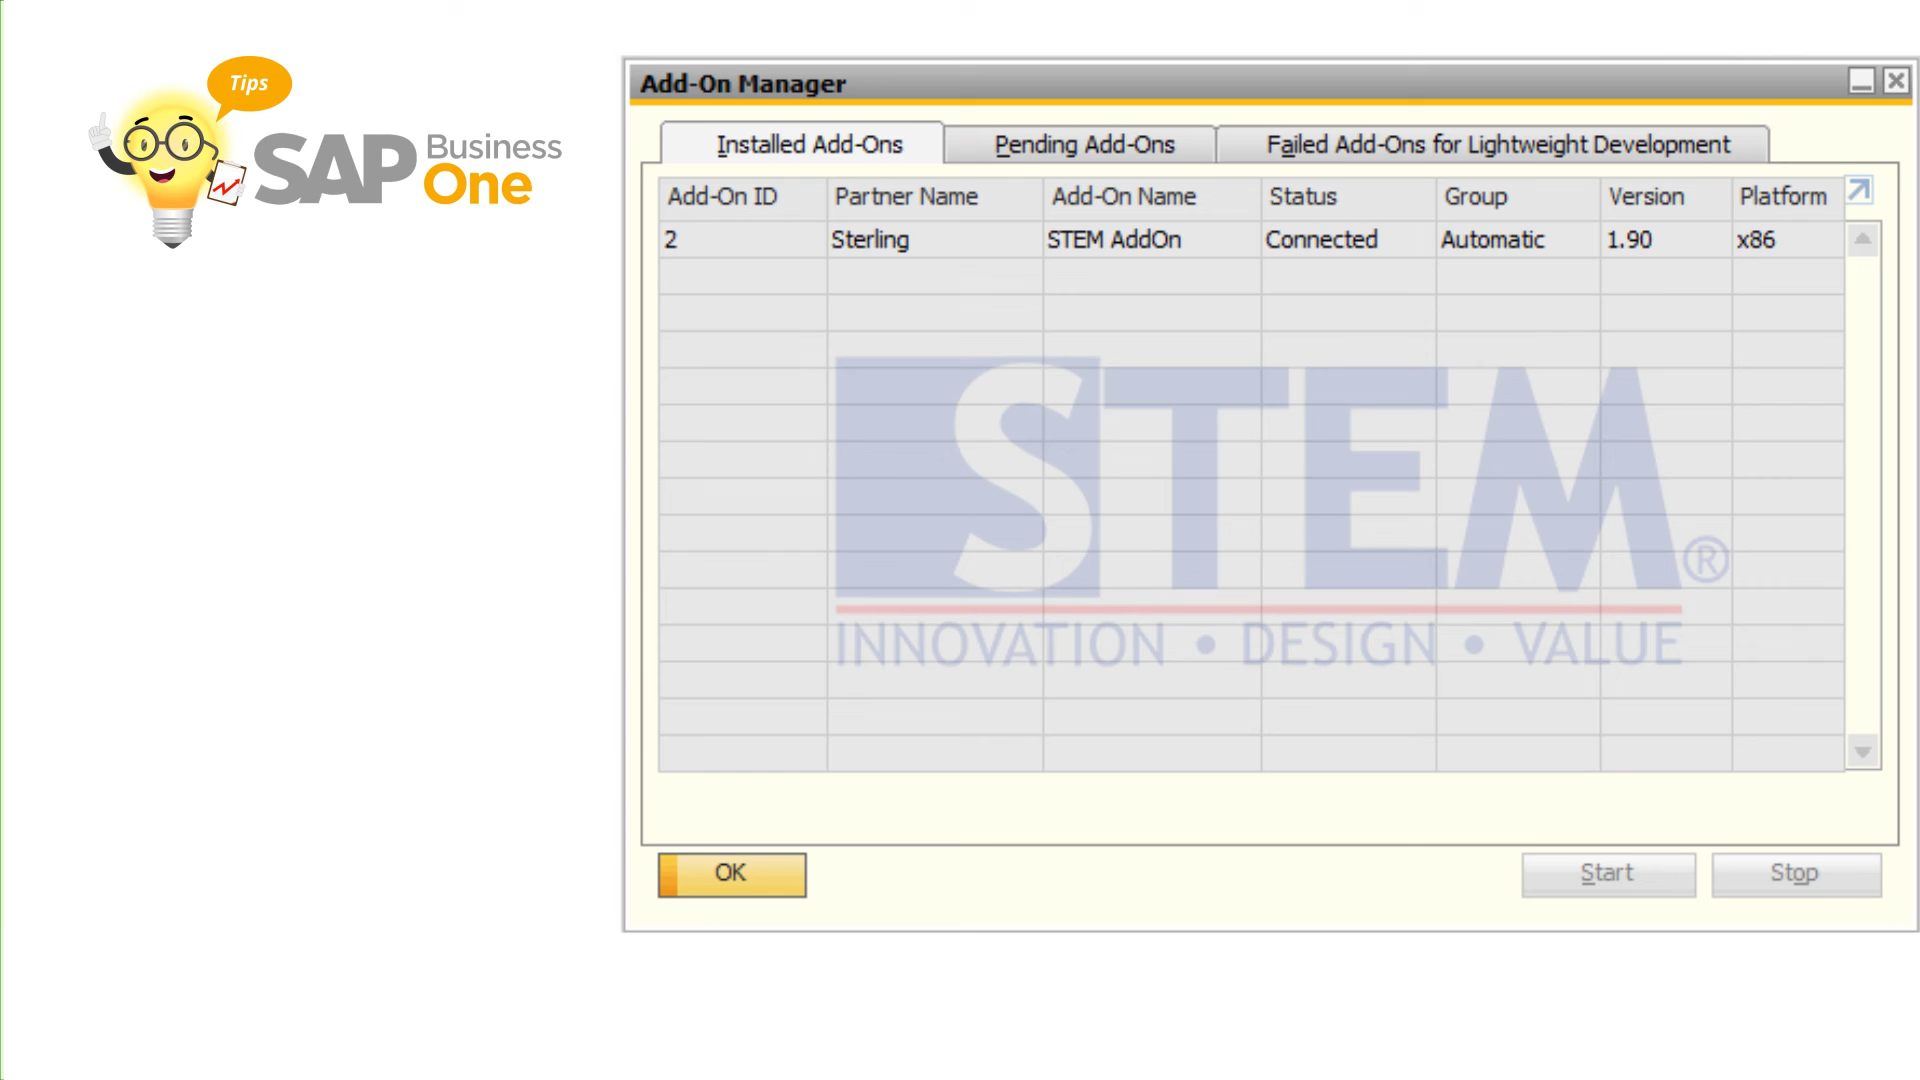 Tips
SAP Business One
Add-On Manager
Installed Add-Ons Pending Add-Ons Failed Add-Ons for Lightweight Development
Add-On ID Partner Name Add-On Name Status Group Version Platform
2 Sterling STEM AddOn Connected Automatic 1.90 x86
STEM®
INNOVATION • DESIGN • VALUE
OK Start Stop